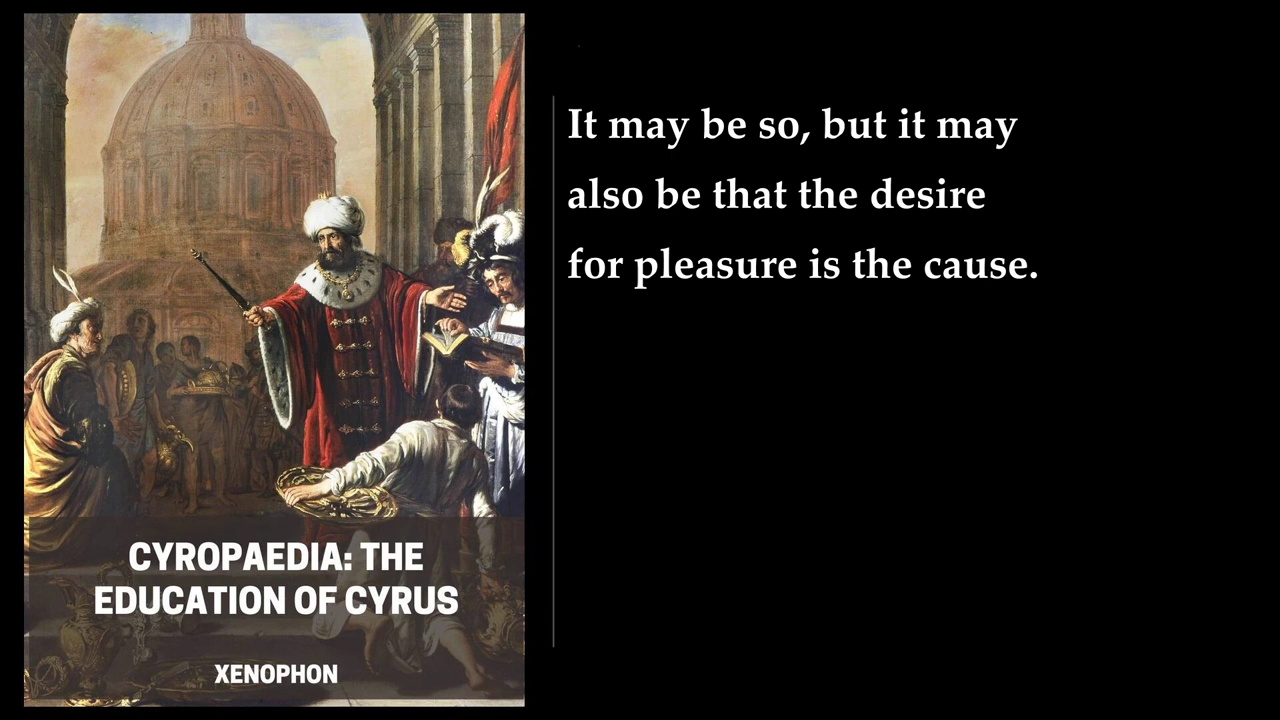 It may be so, but it may
also be that the desire
for pleasure is the cause.
CYROPAEDIA: THE
EDUCATION OF CYRUS
XENOPHON